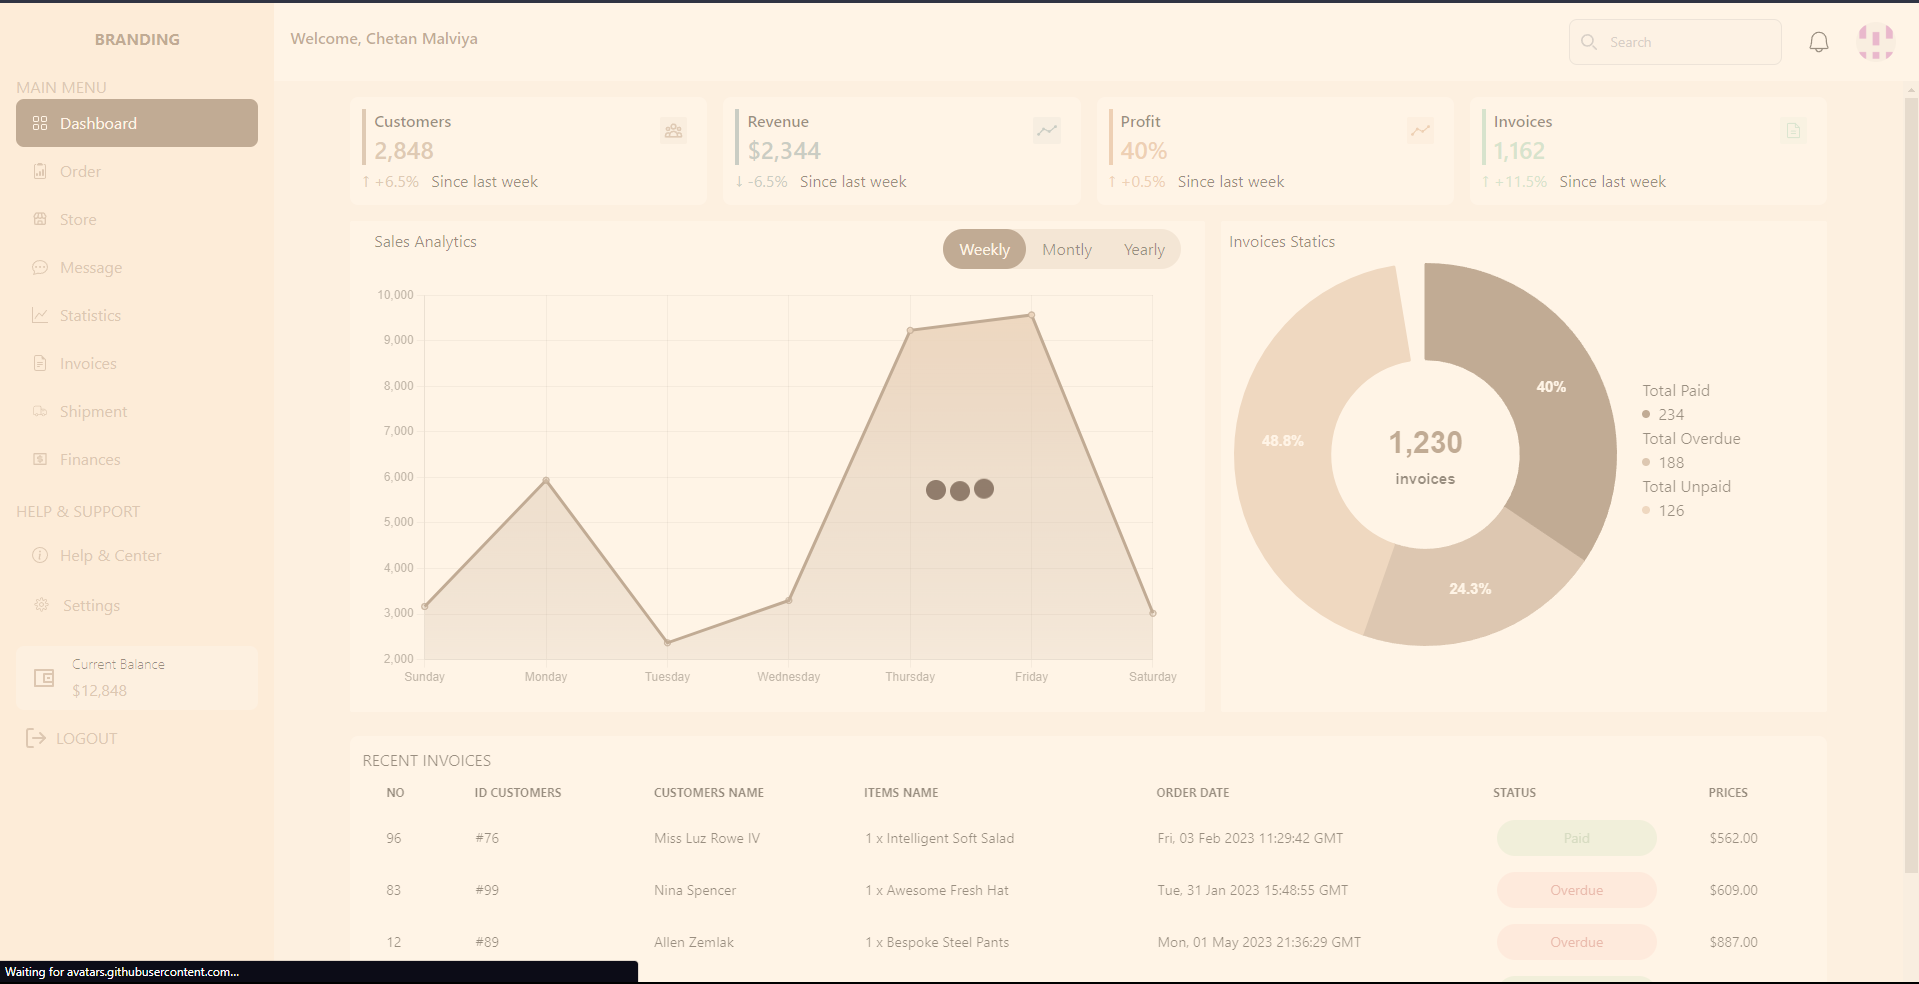 BRANDING
MAIN MENU
Dashboard
Order
Store
Message
Statistics
Invoices
Shipment
Finances
HELP & SUPPORT
Help & Center
Settings
Current Balance
$12,848
LOGOUT
Welcome, Chetan Malviya
Search
Customers
2,848
↑ +6.5% Since last week
Revenue
$2,344
↓ -6.5% Since last week
Profit
40%
↑ +0.5% Since last week
Invoices
1,162
↑ +11.5% Since last week
Sales Analytics
Weekly Montly Yearly
10,000
9,000
8,000
7,000
6,000
5,000
4,000
3,000
2,000
Sunday Monday Tuesday Wednesday Thursday Friday Saturday
Invoices Statics
40%
48.8%
24.3%
1,230
invoices
Total Paid
234
Total Overdue
188
Total Unpaid
126
RECENT INVOICES
NO ID CUSTOMERS CUSTOMERS NAME ITEMS NAME ORDER DATE STATUS PRICES
96 #76 Miss Luz Rowe IV 1 x Intelligent Soft Salad Fri, 03 Feb 2023 11:29:42 GMT Paid $562.00
83 #99 Nina Spencer 1 x Awesome Fresh Hat Tue, 31 Jan 2023 15:48:55 GMT Overdue $609.00
12 #89 Allen Zemlak 1 x Bespoke Steel Pants Mon, 01 May 2023 21:36:29 GMT Overdue $887.00
Waiting for avatars.githubusercontent.com...